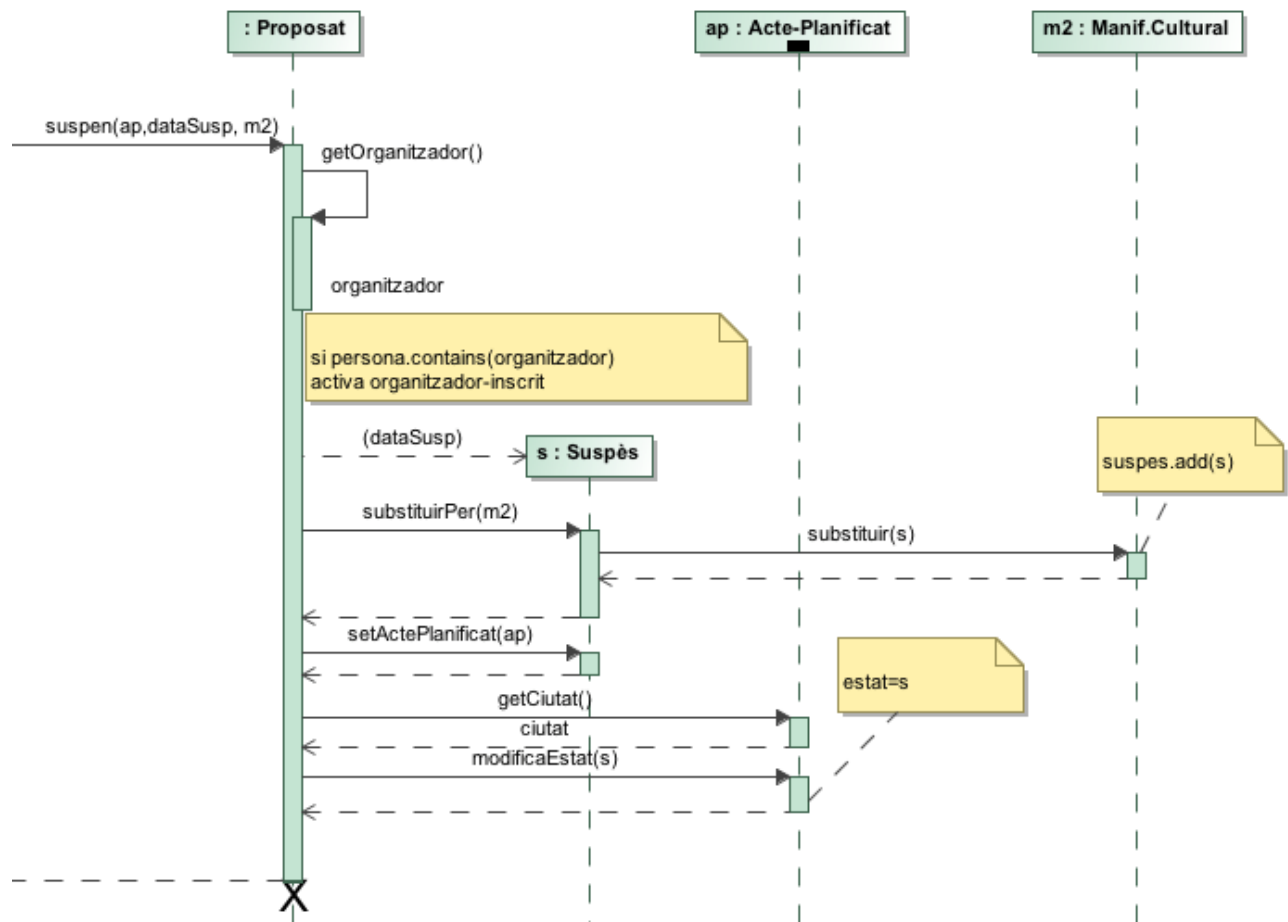 : Proposat
ap : Acte-Planificat
m2 : Manif.Cultural
suspen(ap,dataSusp, m2)
getOrganitzador()
organitzador
si persona.contains(organitzador)
activa organitzador-inscrit
(dataSusp)
s : Suspès
suspes.add(s)
substituirPer(m2)
substituir(s)
setActePlanificat(ap)
estat=s
getCiutat()
ciutat
modificaEstat(s)
X